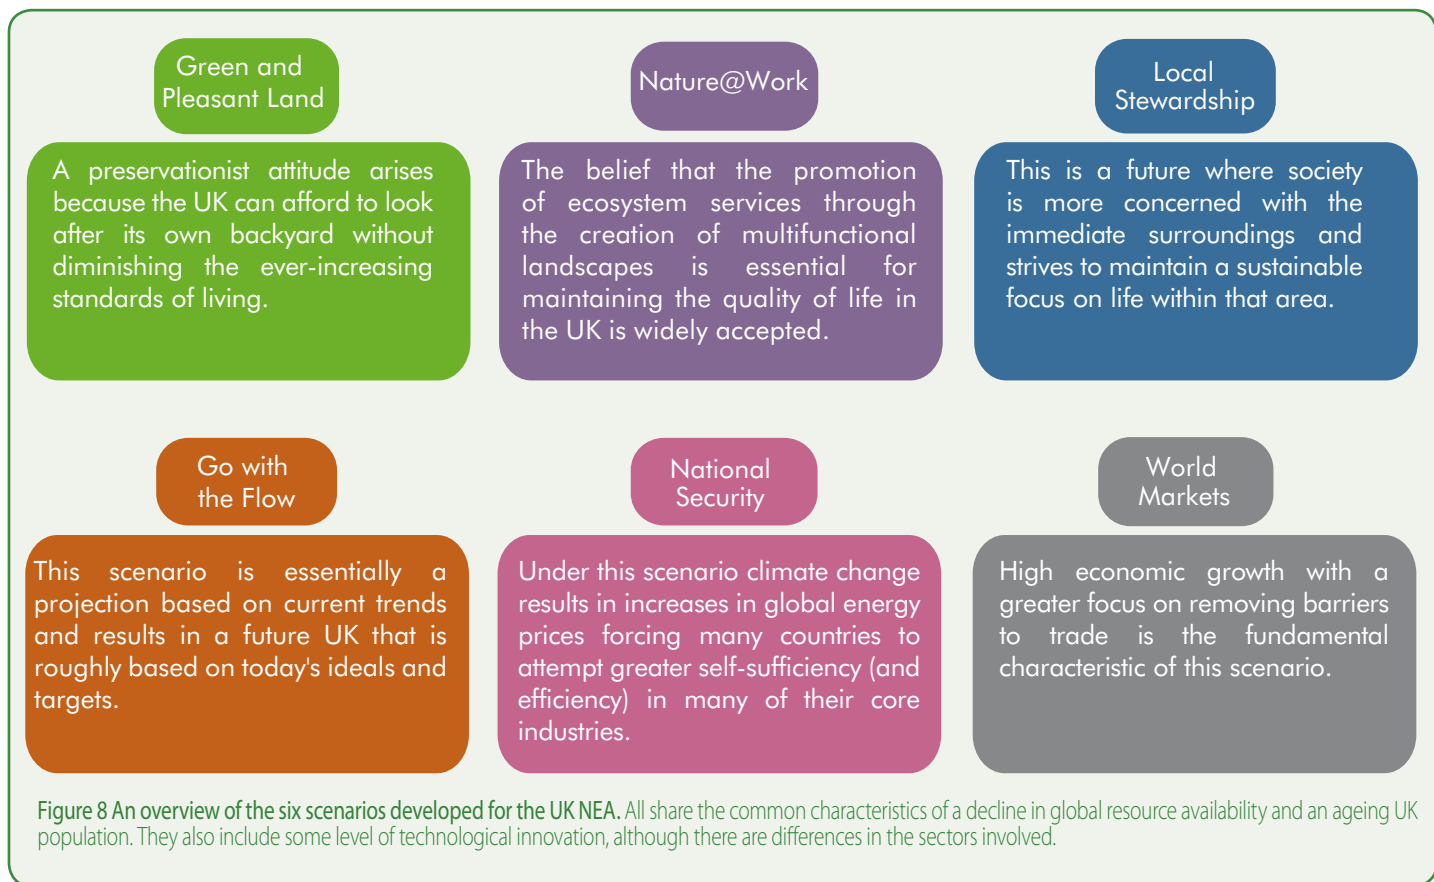 Green and
Pleasant Land
A preservationist attitude arises
because the UK can afford to look
after its own backyard without
diminishing the ever-increasing
standards of living.
Nature@Work
The belief that the promotion
of ecosystem services through
the creation of multifunctional
landscapes is essential for
maintaining the quality of life in
the UK is widely accepted.
Local
Stewardship
This is a future where society
is more concerned with the
immediate surroundings and
strives to maintain a sustainable
focus on life within that area.
Go with
the Flow
This scenario is essentially a
projection based on current trends
and results in a future UK that is
roughly based on today's ideals and
targets.
National
Security
Under this scenario climate change
results in increases in global energy
prices forcing many countries to
attempt greater self-sufficiency (and
efficiency) in many of their core
industries.
World
Markets
High economic growth with a
greater focus on removing barriers
to trade is the fundamental
characteristic of this scenario.
Figure 8 An overview of the six scenarios developed for the UK NEA. All share the common characteristics of a decline in global resource availability and an ageing UK
population. They also include some level of technological innovation, although there are differences in the sectors involved.